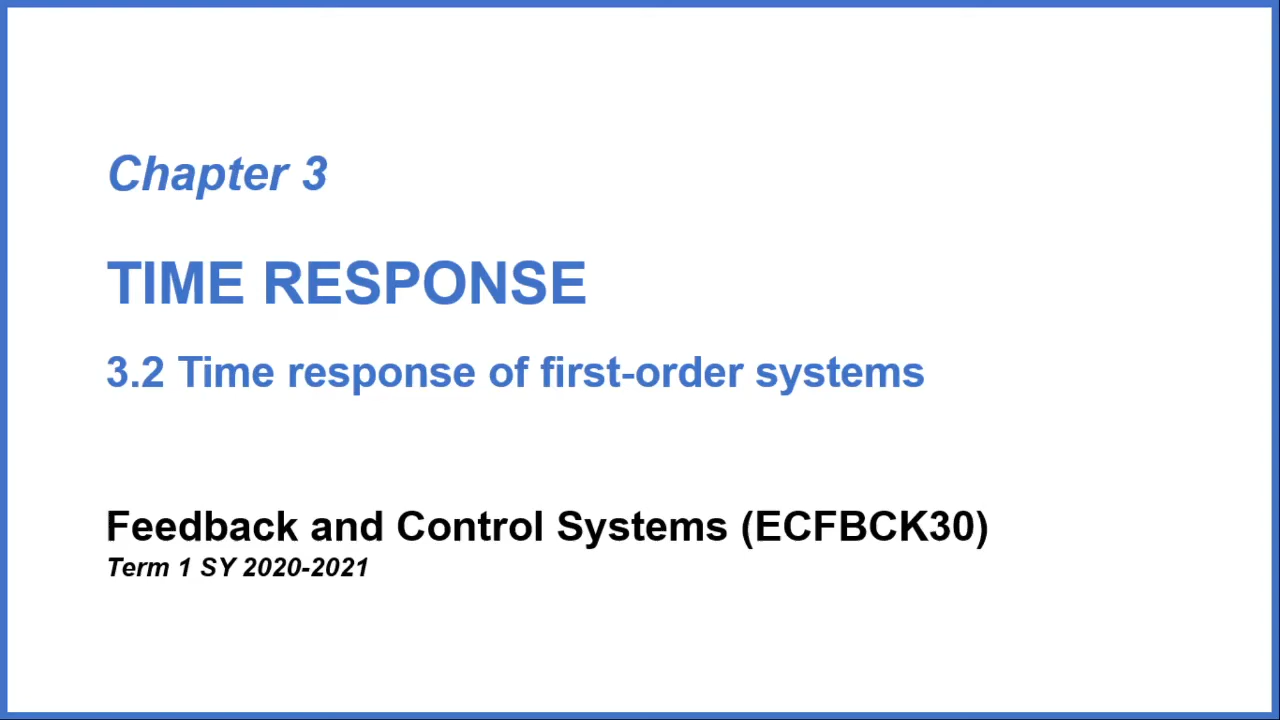 Chapter 3
TIME RESPONSE
3.2 Time response of first-order systems
Feedback and Control Systems (ECFBCK30)
Term 1 SY 2020-2021